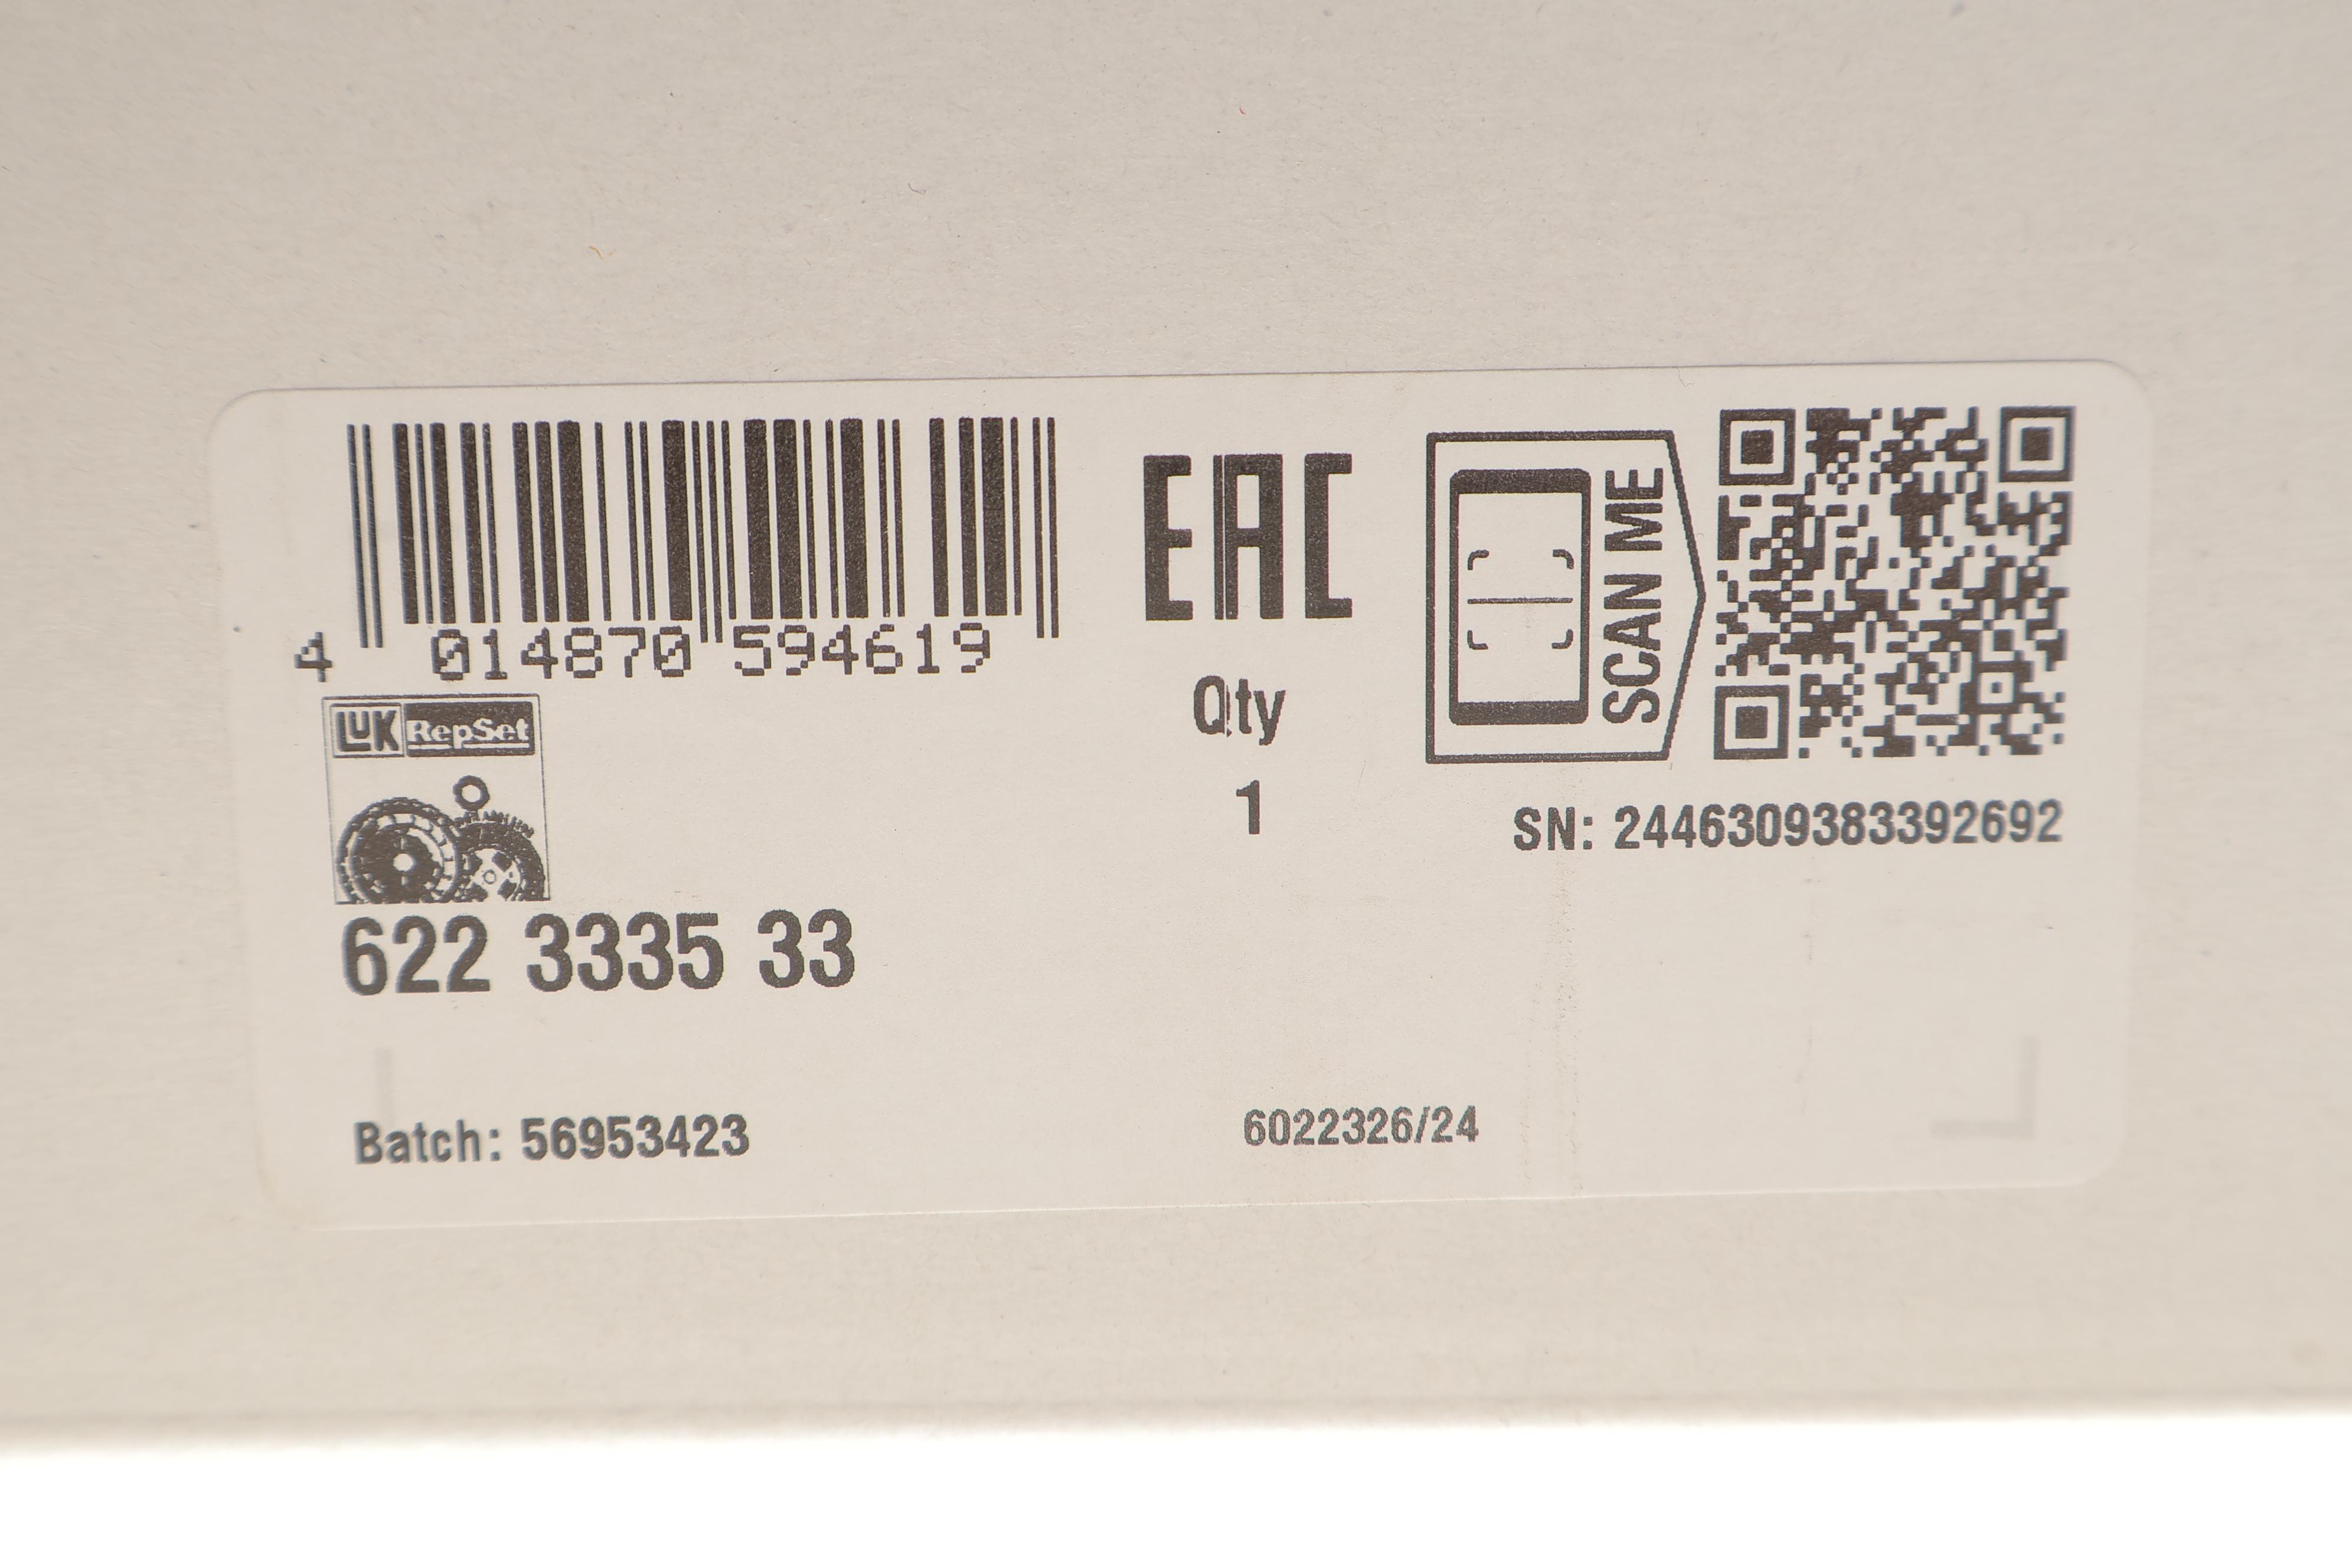 4 014870 594619
EAC
SCAN ME
LUK RepSet
Qty
1
SN: 2446309383392692
622 3335 33
Batch: 56953423
6022326/24